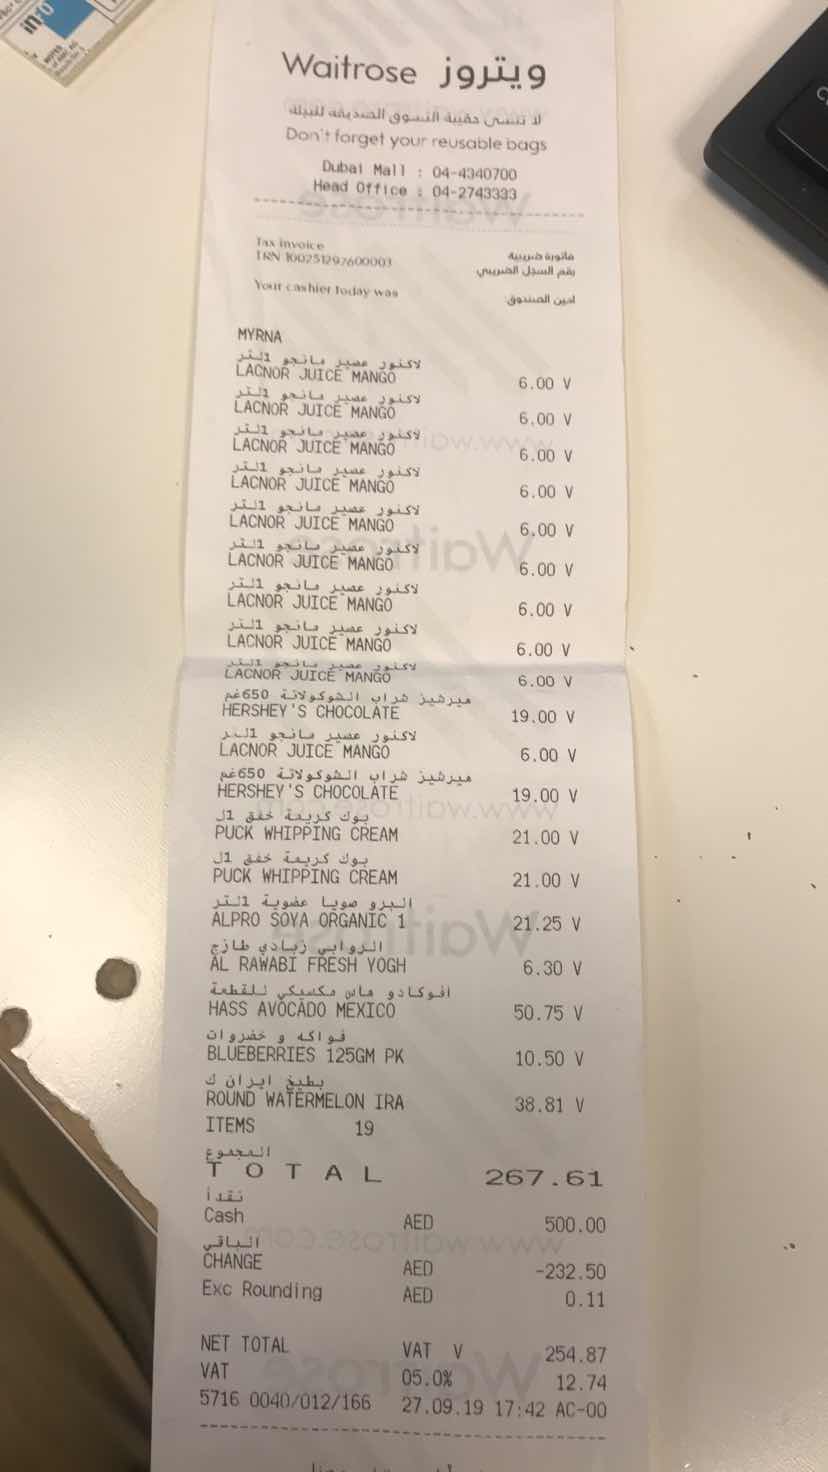 Waitrose ويتروز
لا تنسى حقيبة التسوق الصديقة للبيئة
Don't forget your reusable bags
Dubai Mall : 04-4340700
Head Office : 04-2743333
Tax invoice فاتورة ضريبية
TRN 100251297600003 رقم السجل الضريبي
Your cashier today was امين الصندوق:
MYRNA
لاكنور عصير مانجو 1لتر
LACNOR JUICE MANGO 6.00 V
لاكنور عصير مانجو 1لتر
LACNOR JUICE MANGO 6.00 V
لاكنور عصير مانجو 1لتر
LACNOR JUICE MANGO 6.00 V
لاكنور عصير مانجو 1لتر
LACNOR JUICE MANGO 6.00 V
لاكنور عصير مانجو 1لتر
LACNOR JUICE MANGO 6.00 V
لاكنور عصير مانجو 1لتر
LACNOR JUICE MANGO 6.00 V
لاكنور عصير مانجو 1لتر
LACNOR JUICE MANGO 6.00 V
لاكنور عصير مانجو 1لتر
LACNOR JUICE MANGO 6.00 V
لاكنور عصير مانجو 1لتر
LACNOR JUICE MANGO 6.00 V
هيرشيز شراب الشوكولاتة 650غم
HERSHEY'S CHOCOLATE 19.00 V
لاكنور عصير مانجو 1لتر
LACNOR JUICE MANGO 6.00 V
هيرشيز شراب الشوكولاتة 650غم
HERSHEY'S CHOCOLATE 19.00 V
بوك كريمة خفق 1ل
PUCK WHIPPING CREAM 21.00 V
بوك كريمة خفق 1ل
PUCK WHIPPING CREAM 21.00 V
البرو صويا عضوية 1لتر
ALPRO SOYA ORGANIC 1 21.25 V
الروابي زبادي طازج
AL RAWABI FRESH YOGH 6.30 V
افوكادو هاس مكسيكي للقطعة
HASS AVOCADO MEXICO 50.75 V
فواكه و خضروات
BLUEBERRIES 125GM PK 10.50 V
بطيخ ايران ك
ROUND WATERMELON IRA 38.81 V
ITEMS 19
المجموع
TOTAL 267.61
نقدأ
Cash AED 500.00
الباقي
CHANGE AED -232.50
Exc Rounding AED 0.11
NET TOTAL VAT V 254.87
VAT 05.0% 12.74
5716 0040/012/166 27.09.19 17:42 AC-00